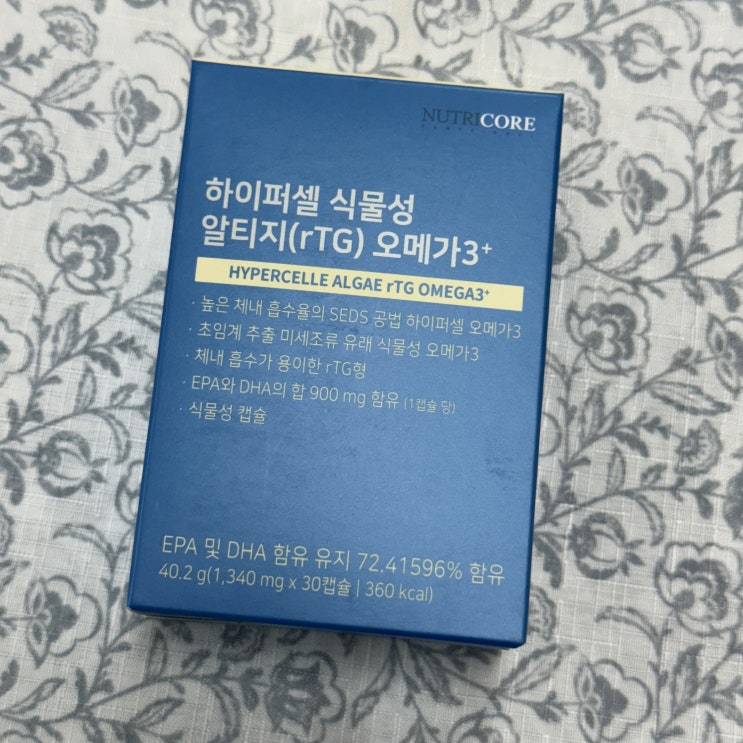 NUTRICORE
하이퍼셀 식물성
알티지(rTG) 오메가3+
HYPERCELLE ALGAE rTG OMEGA3+
· 높은 체내 흡수율의 SEDS 공법 하이퍼셀 오메가3
· 초임계 추출 미세조류 유래 식물성 오메가3
· 체내 흡수가 용이한 rTG형
· EPA와 DHA의 합 900 mg 함유 (1캡슐 당)
· 식물성 캡슐
EPA 및 DHA 함유 유지 72.41596% 함유
40.2 g(1,340 mg x 30캡슐 | 360 kcal)